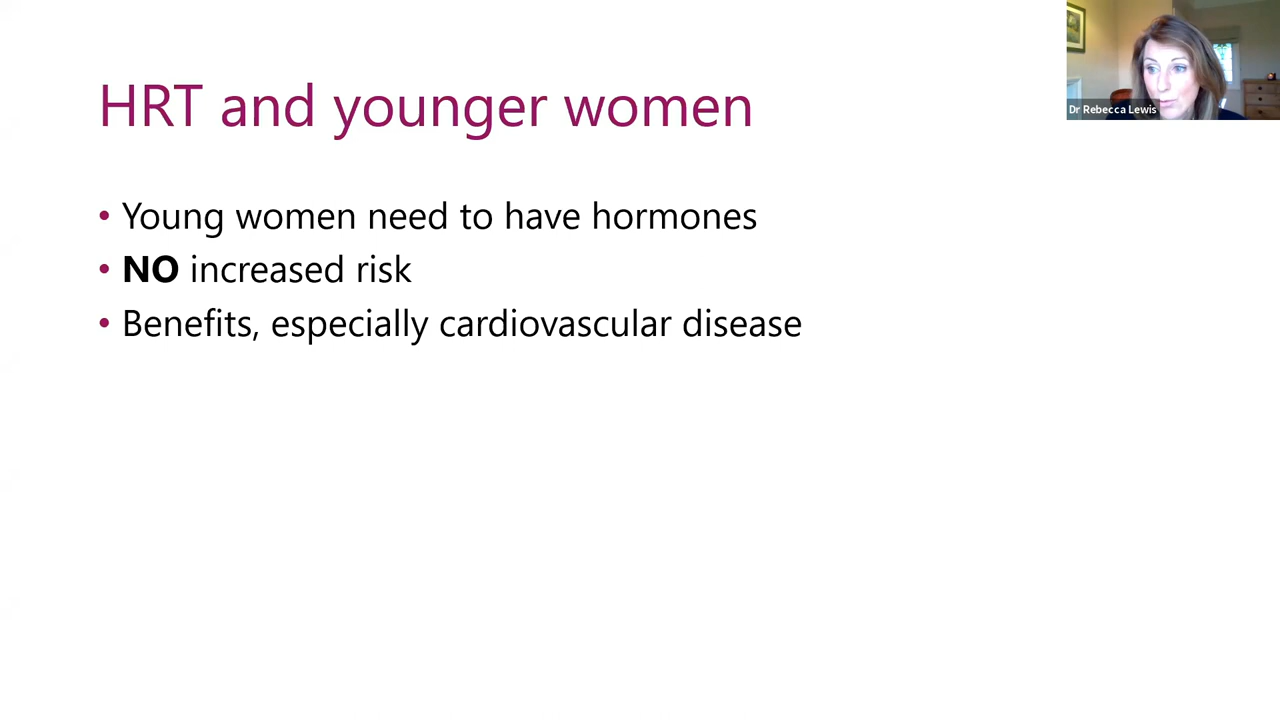 HRT and younger women
Dr Rebecca Lewis
• Young women need to have hormones
• NO increased risk
• Benefits, especially cardiovascular disease